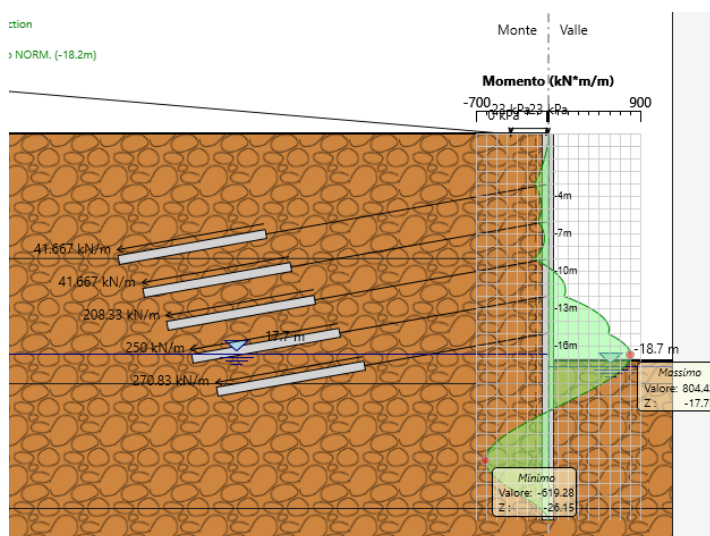 ction
o NORM. (-18.2m)
Monte
Valle
Momento (kN*m/m)
-700
900
0 kPa
23 kPa
-4m
-7m
-10m
-13m
-16m
41.667 kN/m
41.667 kN/m
208.33 kN/m
17.7 m
250 kN/m
270.83 kN/m
-18.7 m
Massimo
Valore: 804.4
Z : -17.7
Minimo
Valore: -619.28
Z : -26.15